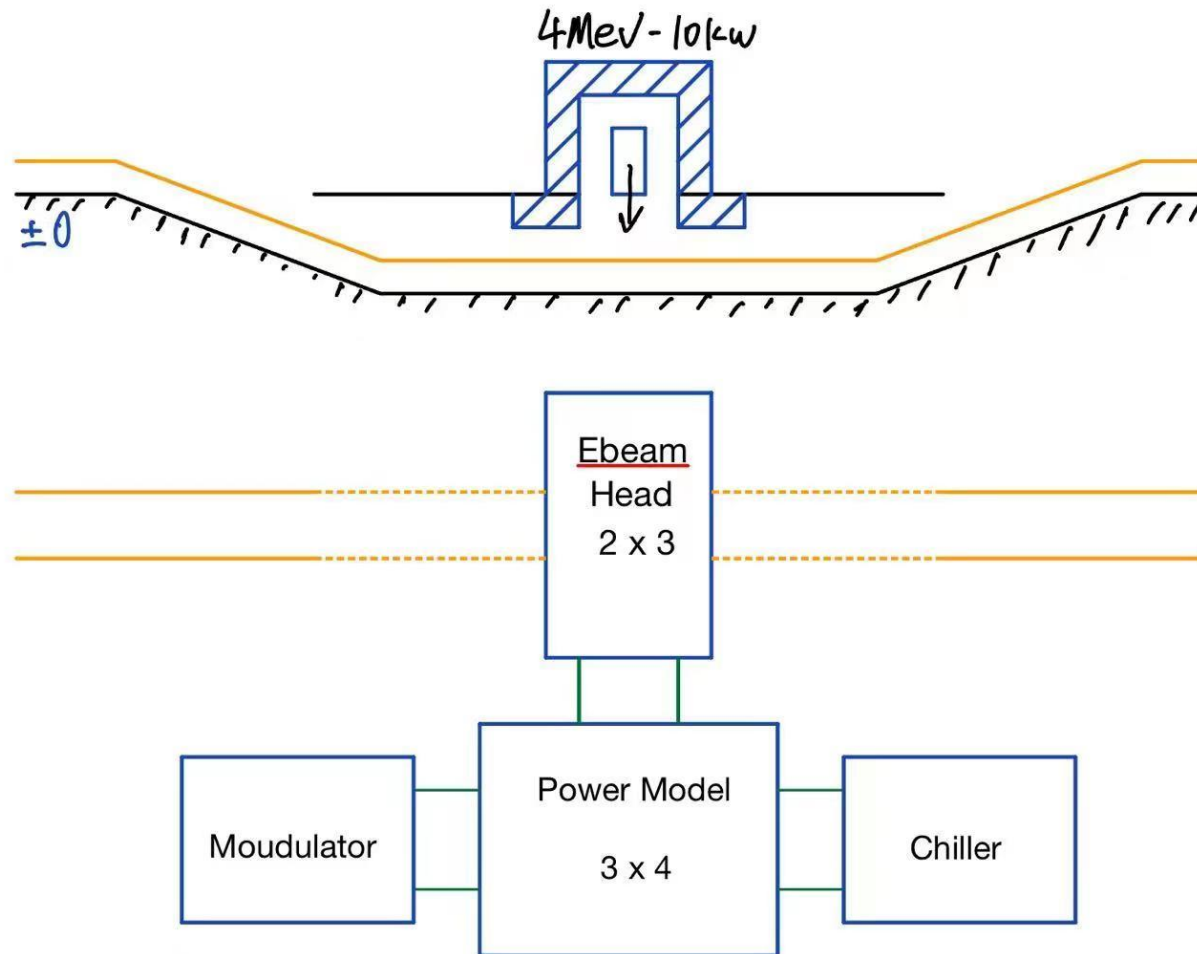 4MeV-10kw
±0
Ebeam
Head
2 x 3
Power Model
3 x 4
Moudulator
Chiller